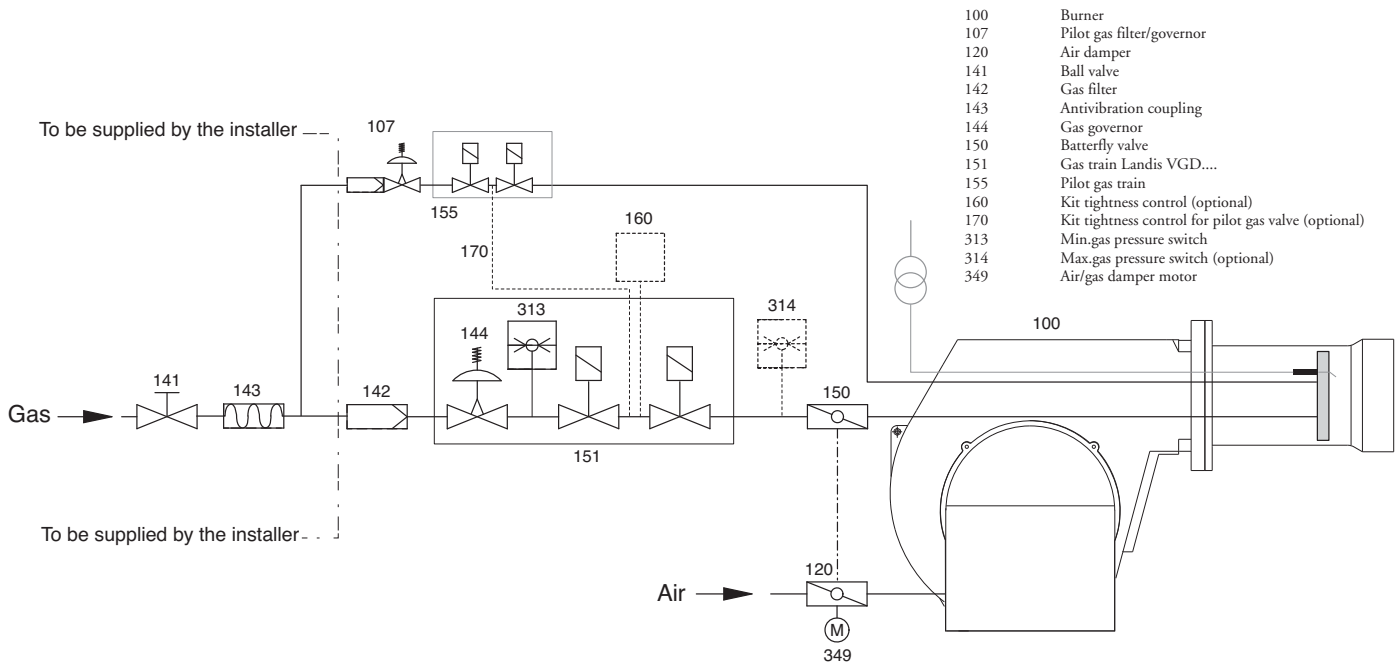 100 Burner
107 Pilot gas filter/governor
120 Air damper
141 Ball valve
142 Gas filter
143 Antivibration coupling
144 Gas governor
150 Batterfly valve
151 Gas train Landis VGD....
155 Pilot gas train
160 Kit tightness control (optional)
170 Kit tightness control for pilot gas valve (optional)
313 Min.gas pressure switch
314 Max.gas pressure switch (optional)
349 Air/gas damper motor
To be supplied by the installer
107
155
160
170
313
314
100
144
141
143
142
150
Gas
151
To be supplied by the installer
120
Air
M
349